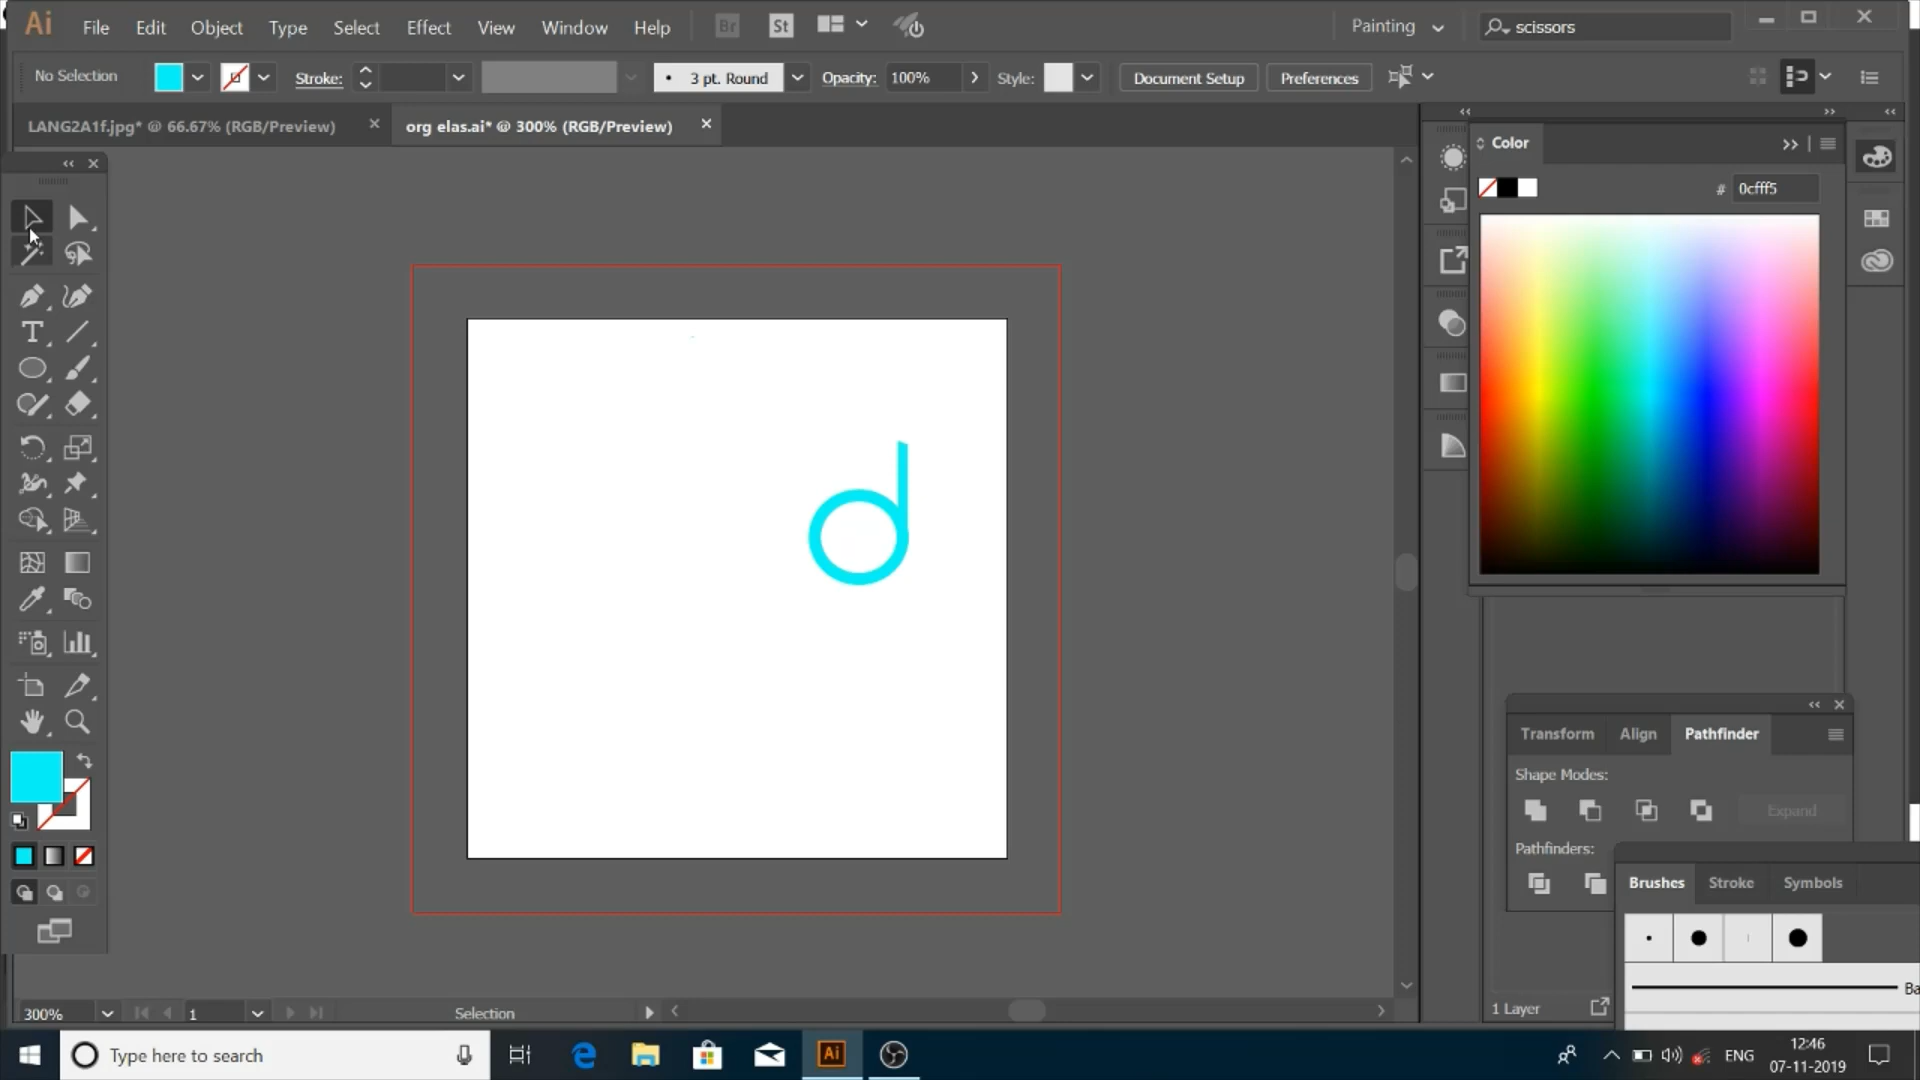 Ai File Edit Object Type Select Effect View Window Help Br St Painting scissors
No Selection Stroke: 3 pt. Round Opacity: 100% Style: Document Setup Preferences
LANG2A1f.jpg* @ 66.67% (RGB/Preview) org elas.ai* @ 300% (RGB/Preview)
Color
# 0cfff5
T
d
Transform Align Pathfinder
Shape Modes:
Expand
Pathfinders:
Brushes Stroke Symbols
Ba
300% 1 Selection
1 Layer
Type here to search
Ai
ENG
12:46
07-11-2019